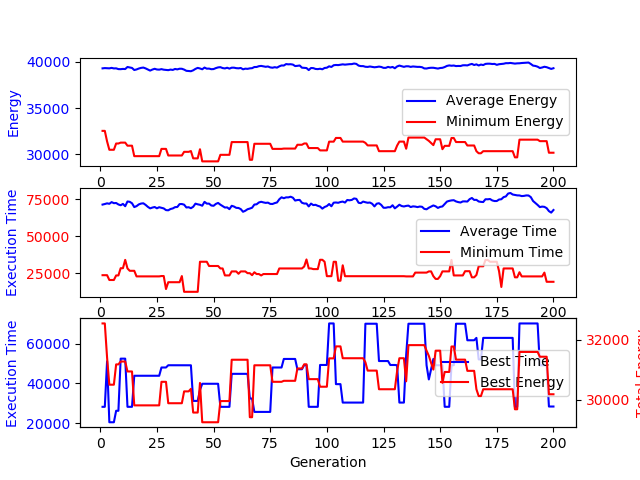 40000
35000
30000
Energy
Average Energy
Minimum Energy
0 25 50 75 100 125 150 175 200
75000
50000
25000
Execution Time
Average Time
Minimum Time
0 25 50 75 100 125 150 175 200
60000
40000
20000
Execution Time
Best Time
Best Energy
32000
30000
0 25 50 75 100 125 150 175 200
Generation